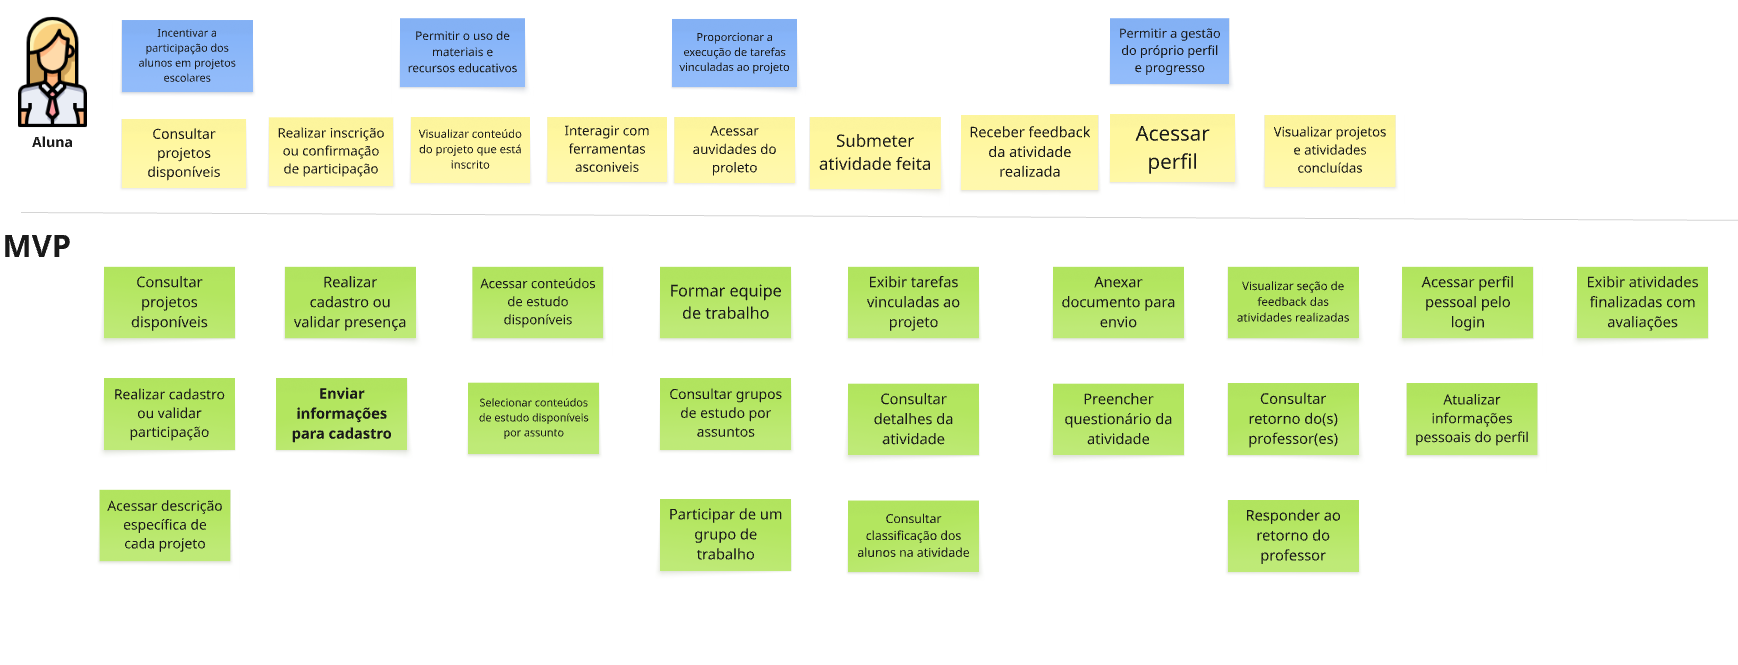 Incentivar a
participação dos
alunos em projetos
escolares
Permitir o uso de
materiais e
recursos educativos
Proporcionar a
execução de tarefas
vinculadas ao projeto
Permitir a gestão
do próprio perfil
e progresso
Aluna
Consultar
projetos
disponíveis
Realizar inscrição
ou confirmação
de participação
Visualizar conteúdo
do projeto que está
inscrito
Interagir com
ferramentas
asconiveis
Acessar
auvidades do
proleto
Submeter
atividade feita
Receber feedback
da atividade
realizada
Acessar
perfil
Visualizar projetos
e atividades
concluídas
MVP
Consultar
projetos
disponíveis
Realizar
cadastro ou
validar presença
Acessar conteúdos
de estudo
disponíveis
Formar equipe
de trabalho
Exibir tarefas
vinculadas ao
projeto
Anexar
documento para
envio
Visualizar seção de
feedback das
atividades realizadas
Acessar perfil
pessoal pelo
login
Exibir atividades
finalizadas com
avaliações
Realizar cadastro
ou validar
participação
Enviar
informações
para cadastro
Selecionar conteúdos
de estudo disponíveis
por assunto
Consultar grupos
de estudo por
assuntos
Consultar
detalhes da
atividade
Preencher
questionário da
atividade
Consultar
retorno do(s)
professor(es)
Atualizar
informações
pessoais do perfil
Acessar descrição
específica de
cada projeto
Participar de um
grupo de
trabalho
Consultar
classificação dos
alunos na atividade
Responder ao
retorno do
professor